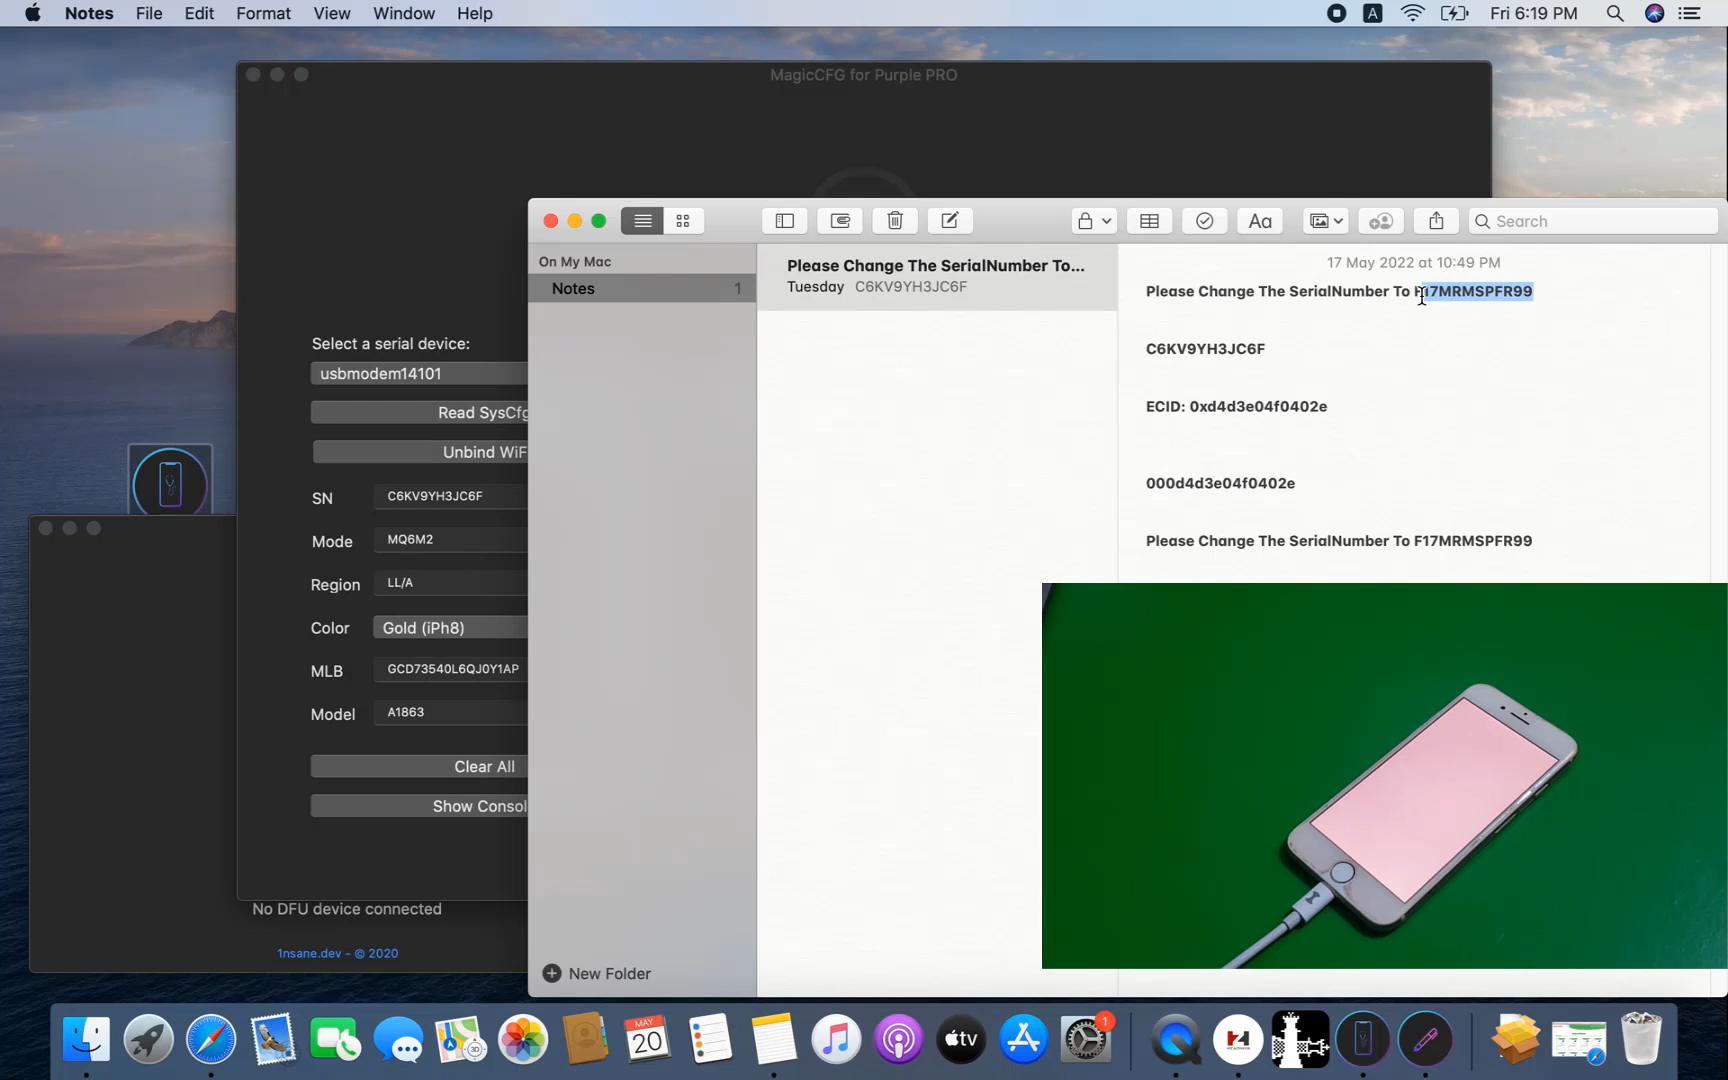 Notes File Edit Format View Window Help
A Fri 6:19 PM
MagicCFG for Purple PRO
Select a serial device:
usbmodem14101
Read SysCfg
Unbind WiF
SN C6KV9YH3JC6F
Mode MQ6M2
Region LL/A
Color Gold (iPh8)
MLB GCD73540L6QJ0Y1AP
Model A1863
Clear All
Show Consol
No DFU device connected
1nsane.dev - © 2020
Aa
Search
On My Mac
Notes 1
New Folder
Please Change The SerialNumber To...
Tuesday C6KV9YH3JC6F
17 May 2022 at 10:49 PM
Please Change The SerialNumber To F17MRMSPFR99
C6KV9YH3JC6F
ECID: 0xd4d3e04f0402e
000d4d3e04f0402e
Please Change The SerialNumber To F17MRMSPFR99
3D
MAY
20
tv
1